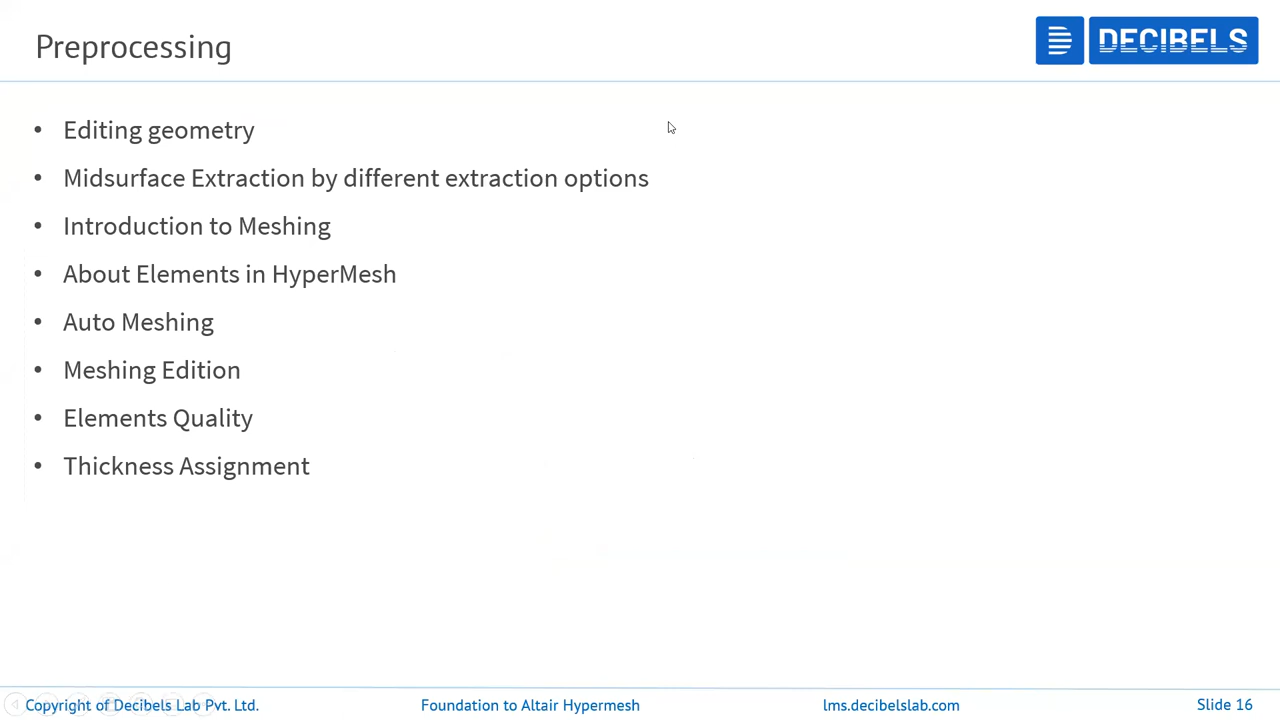 Preprocessing
DECIBELS
• Editing geometry
• Midsurface Extraction by different extraction options
• Introduction to Meshing
• About Elements in HyperMesh
• Auto Meshing
• Meshing Edition
• Elements Quality
• Thickness Assignment
Copyright of Decibels Lab Pvt. Ltd.
Foundation to Altair Hypermesh
lms.decibelslab.com
Slide 16